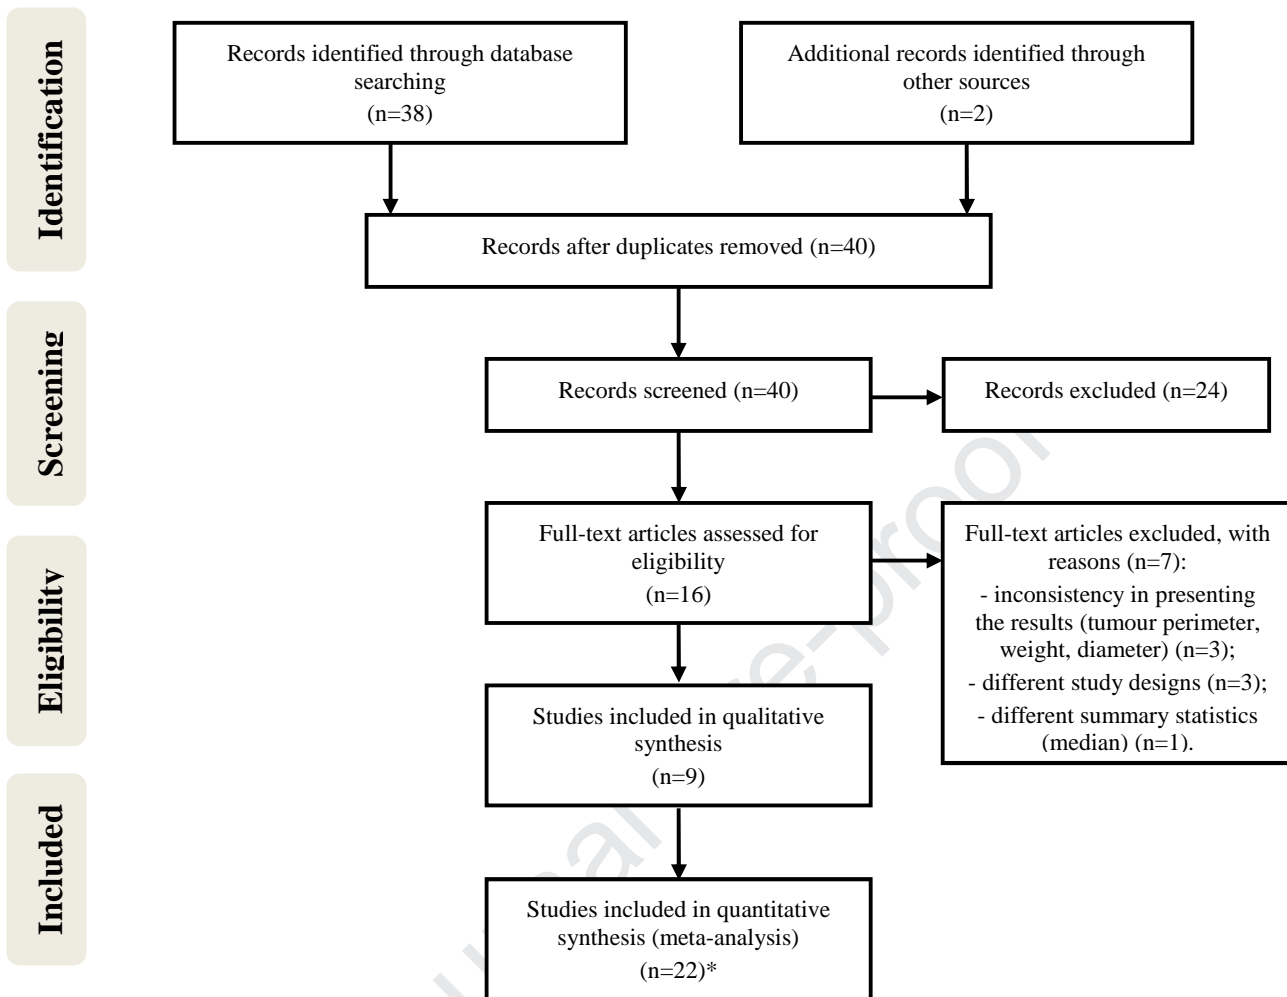 Identification
Records identified through database
searching
(n=38)
Additional records identified through
other sources
(n=2)
Records after duplicates removed (n=40)
Screening
Records screened (n=40)
Records excluded (n=24)
Eligibility
Full-text articles assessed for
eligibility
(n=16)
Full-text articles excluded, with
reasons (n=7):
- inconsistency in presenting
the results (tumour perimeter,
weight, diameter) (n=3);
- different study designs (n=3);
- different summary statistics
(median) (n=1).
Studies included in qualitative
synthesis
(n=9)
Included
Studies included in quantitative
synthesis (meta-analysis)
(n=22)*